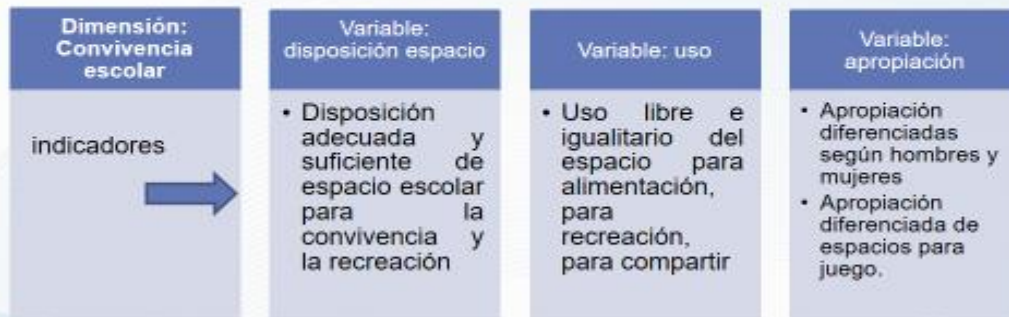 Dimensión:
Convivencia
escolar
indicadores
Variable:
disposición espacio
• Disposición
adecuada y
suficiente de
espacio escolar
para la
convivencia y
la recreación
Variable: uso
• Uso libre e
igualitario del
espacio para
alimentación,
para
recreación,
para compartir
Variable:
apropiación
• Apropiación
diferenciadas
según hombres y
mujeres
• Apropiación
diferenciada de
espacios para
juego.